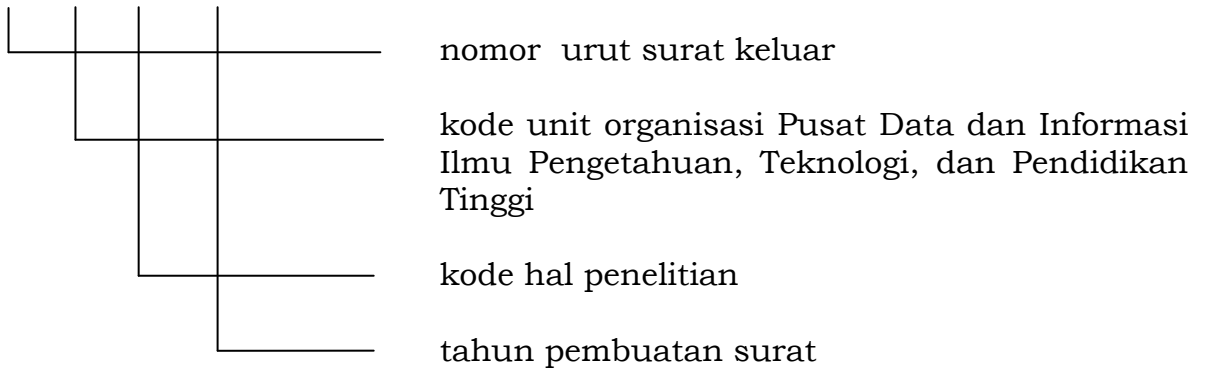 nomor urut surat keluar
kode unit organisasi Pusat Data dan Informasi
Ilmu Pengetahuan, Teknologi, dan Pendidikan
Tinggi
kode hal penelitian
tahun pembuatan surat